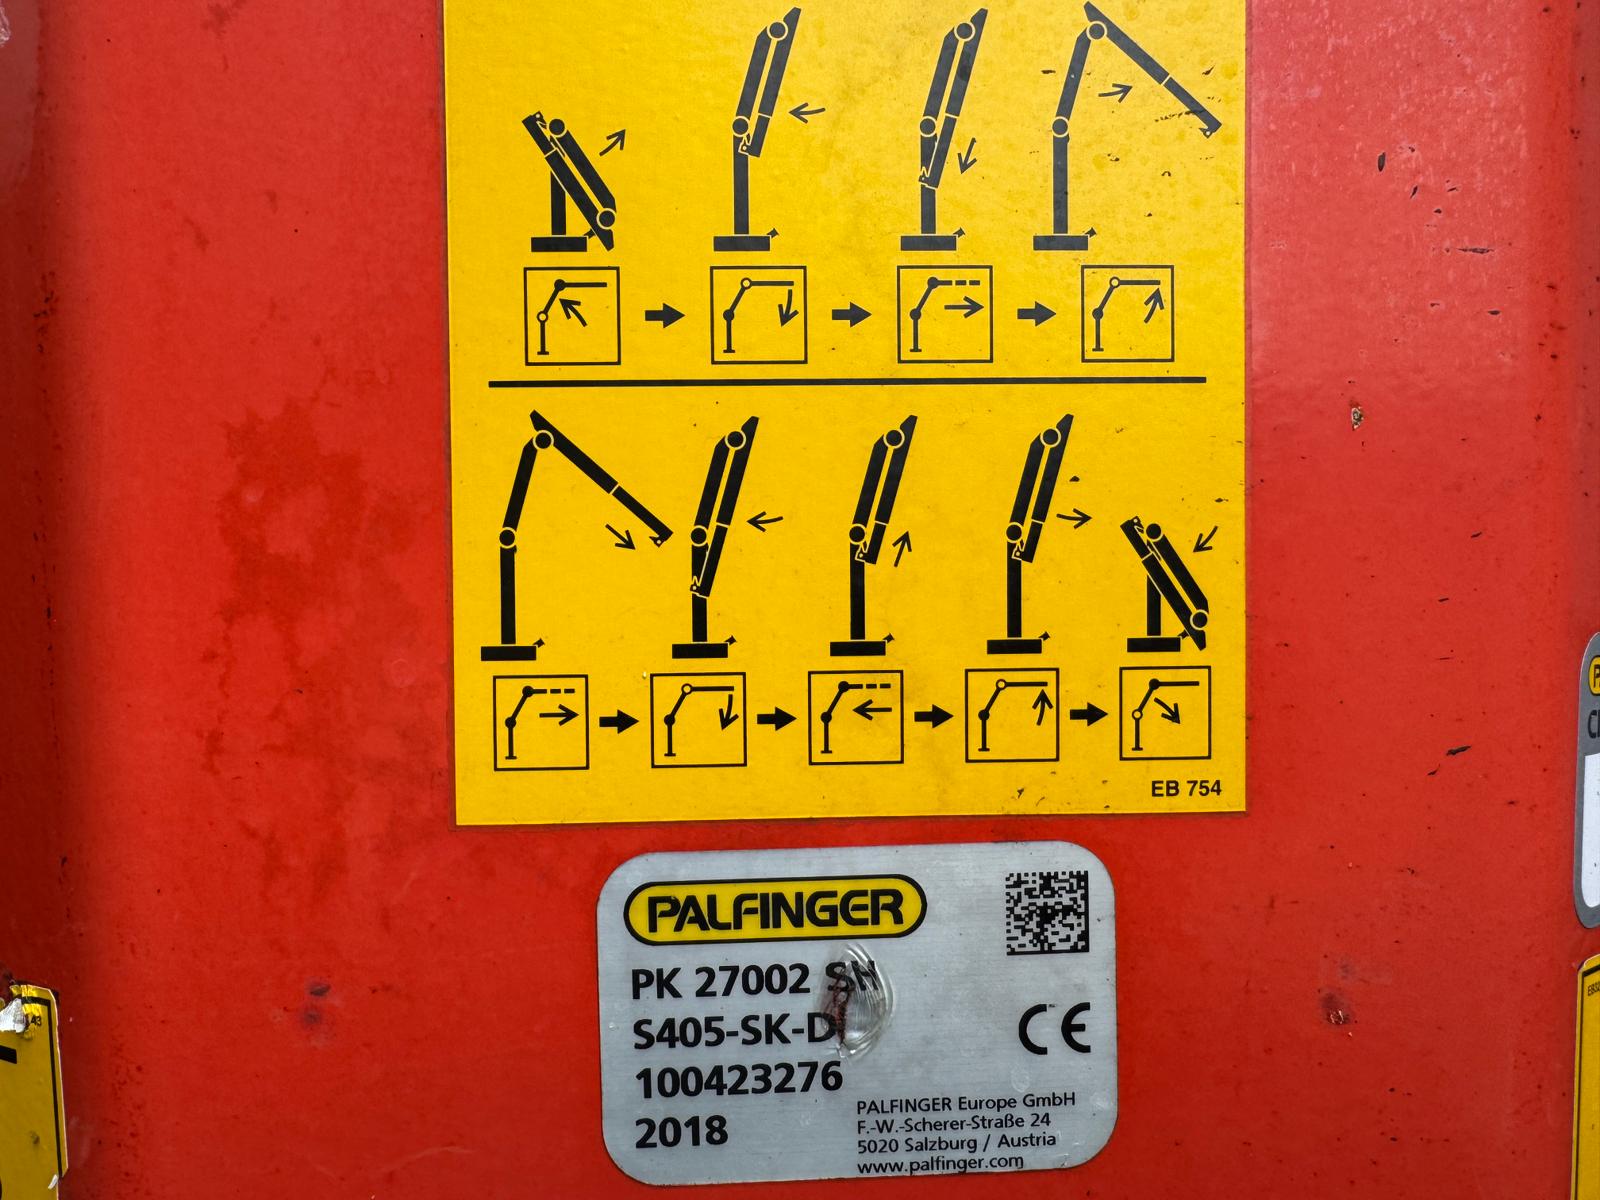 EB 754
PALFINGER
PK 27002 SH
S405-SK-D
100423276
2018
PALFINGER Europe GmbH
F.-W.-Scherer-Straße 24
5020 Salzburg / Austria
www.palfinger.com
CE